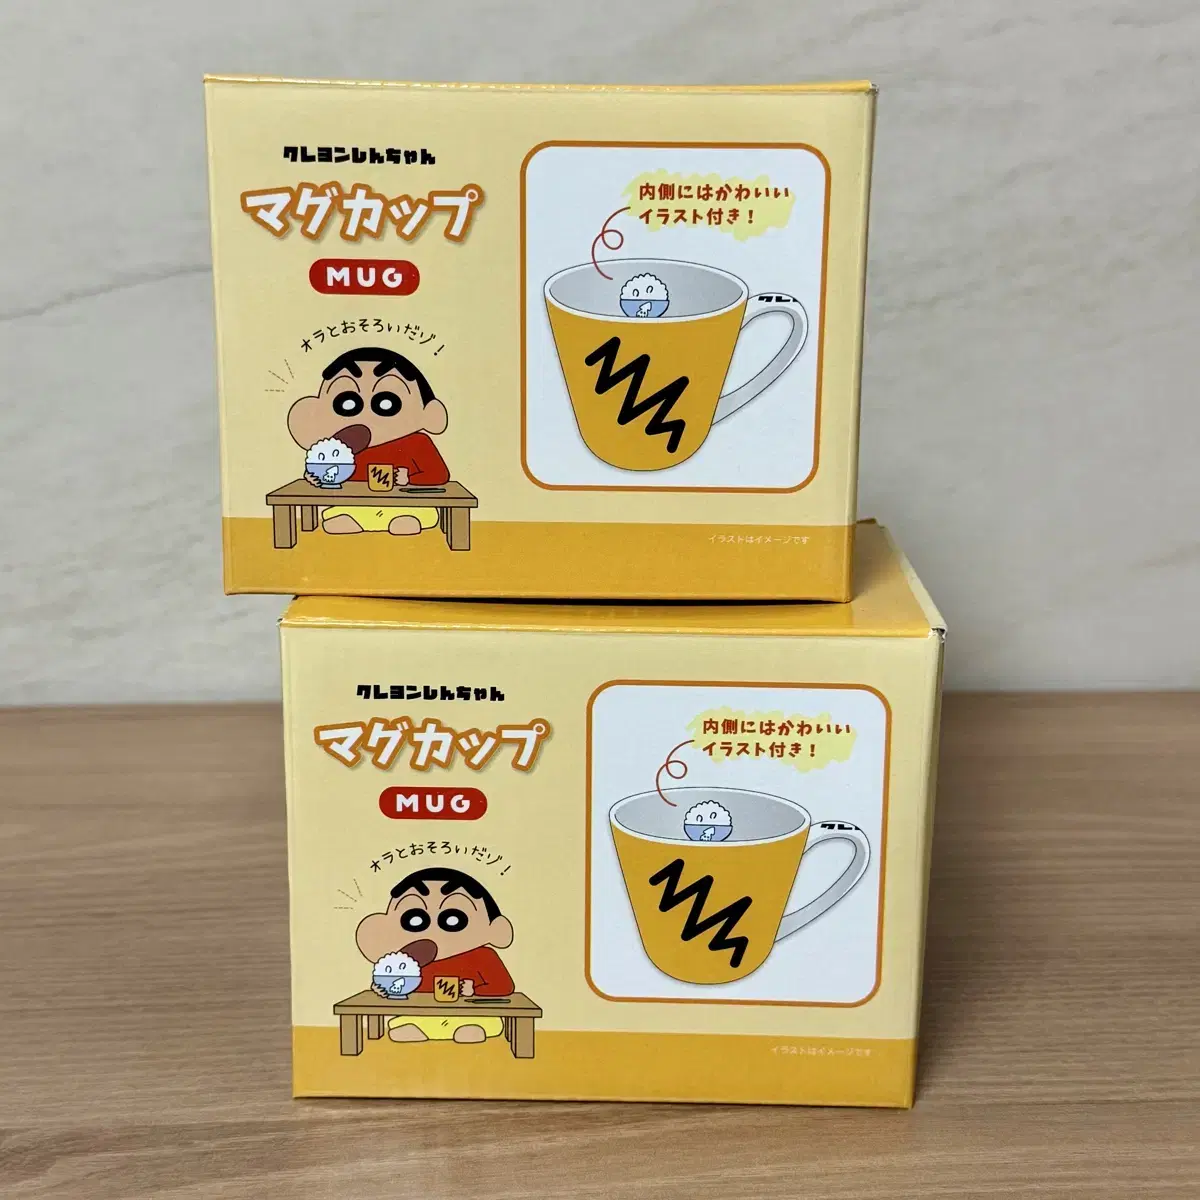 クレヨンしんちゃん
マグカップ
MUG
オラとおそろいだゾ!
内側にはかわいい
イラスト付き!
クレ
イラストはイメージです
クレヨンしんちゃん
マグカップ
MUG
オラとおそろいだゾ!
内側にはかわいい
イラスト付き!
クレ
イラストはイメージです